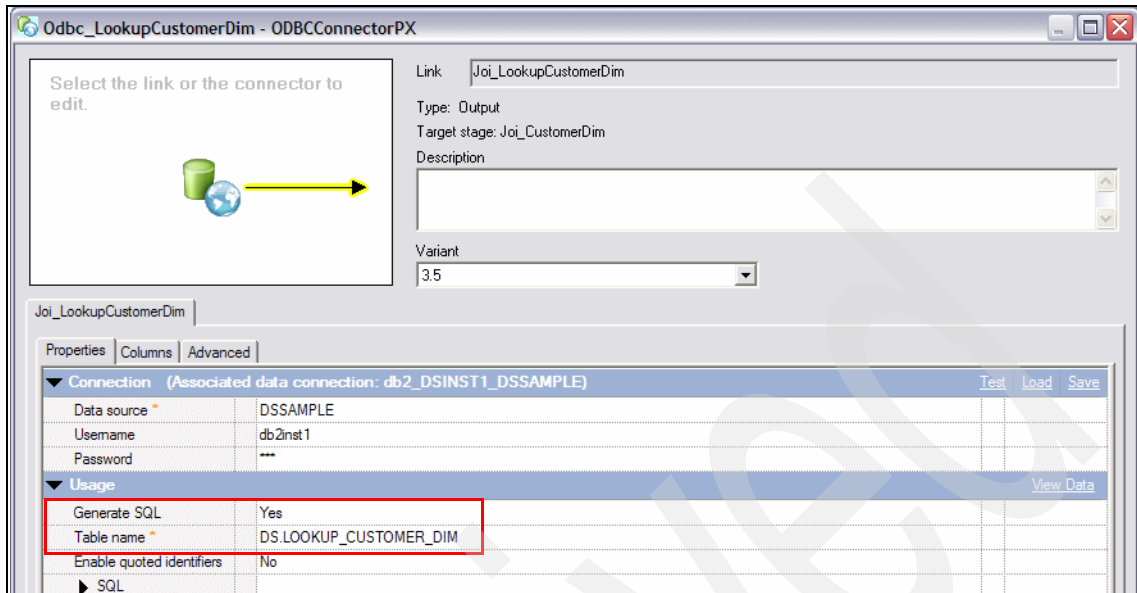 Odbc_LookupCustomerDim - ODBCConnectorPX
Select the link or the connector to
edit.
Link Joi_LookupCustomerDim
Type: Output
Target stage: Joi_CustomerDim
Description
Variant
3.5
Joi_LookupCustomerDim
Properties Columns Advanced
Connection (Associated data connection: db2_DSINST1_DSSAMPLE) Test Load Save
Data source * DSSAMPLE
Username db2inst1
Password ***
Usage View Data
Generate SQL Yes
Table name * DS.LOOKUP_CUSTOMER_DIM
Enable quoted identifiers No
SQL